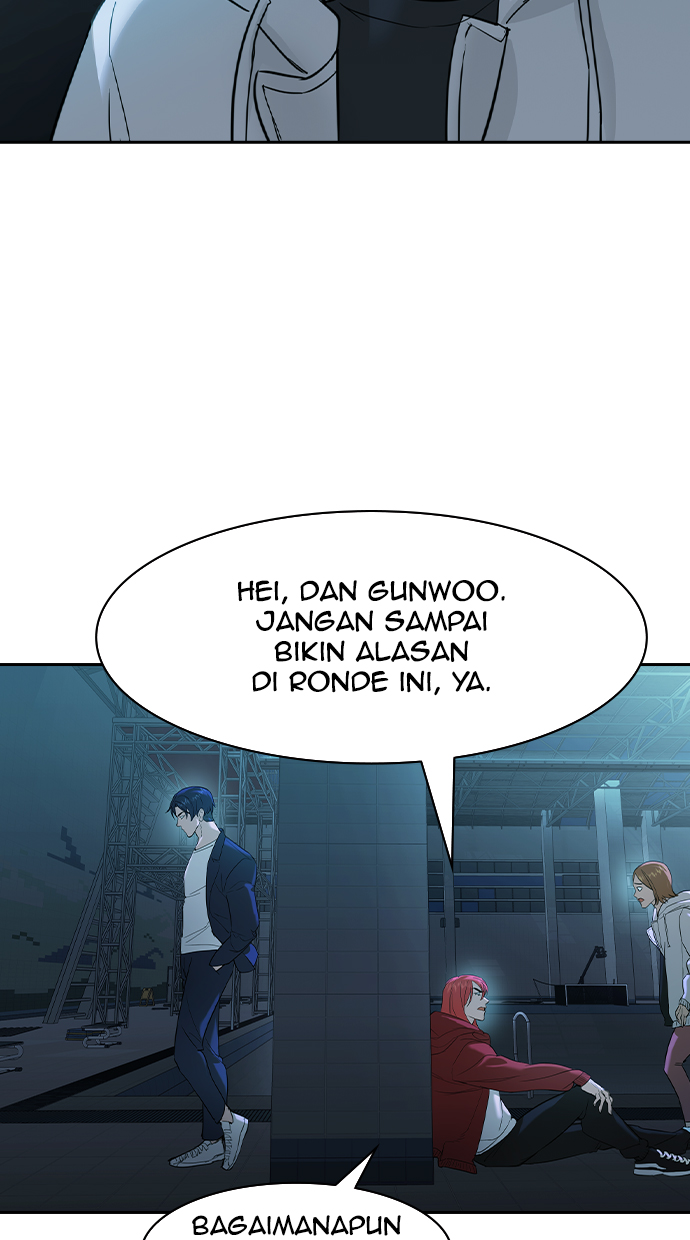 HEI, DAN GUNWOO.
JANGAN SAMPAI
BIKIN ALASAN
DI RONDE INI, YA.
BAGAIMANAPUN